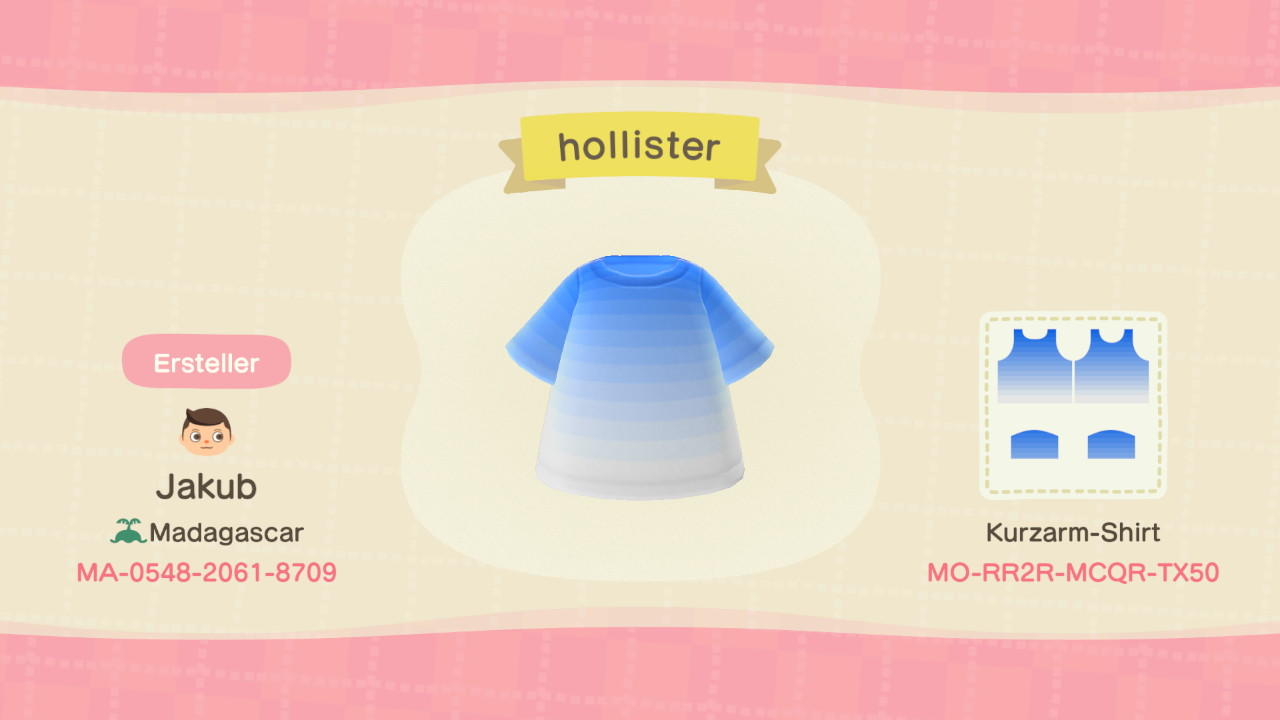 hollister
Ersteller
Jakub
Madagascar
MA-0548-2061-8709
Kurzarm-Shirt
MO-RR2R-MCQR-TX50